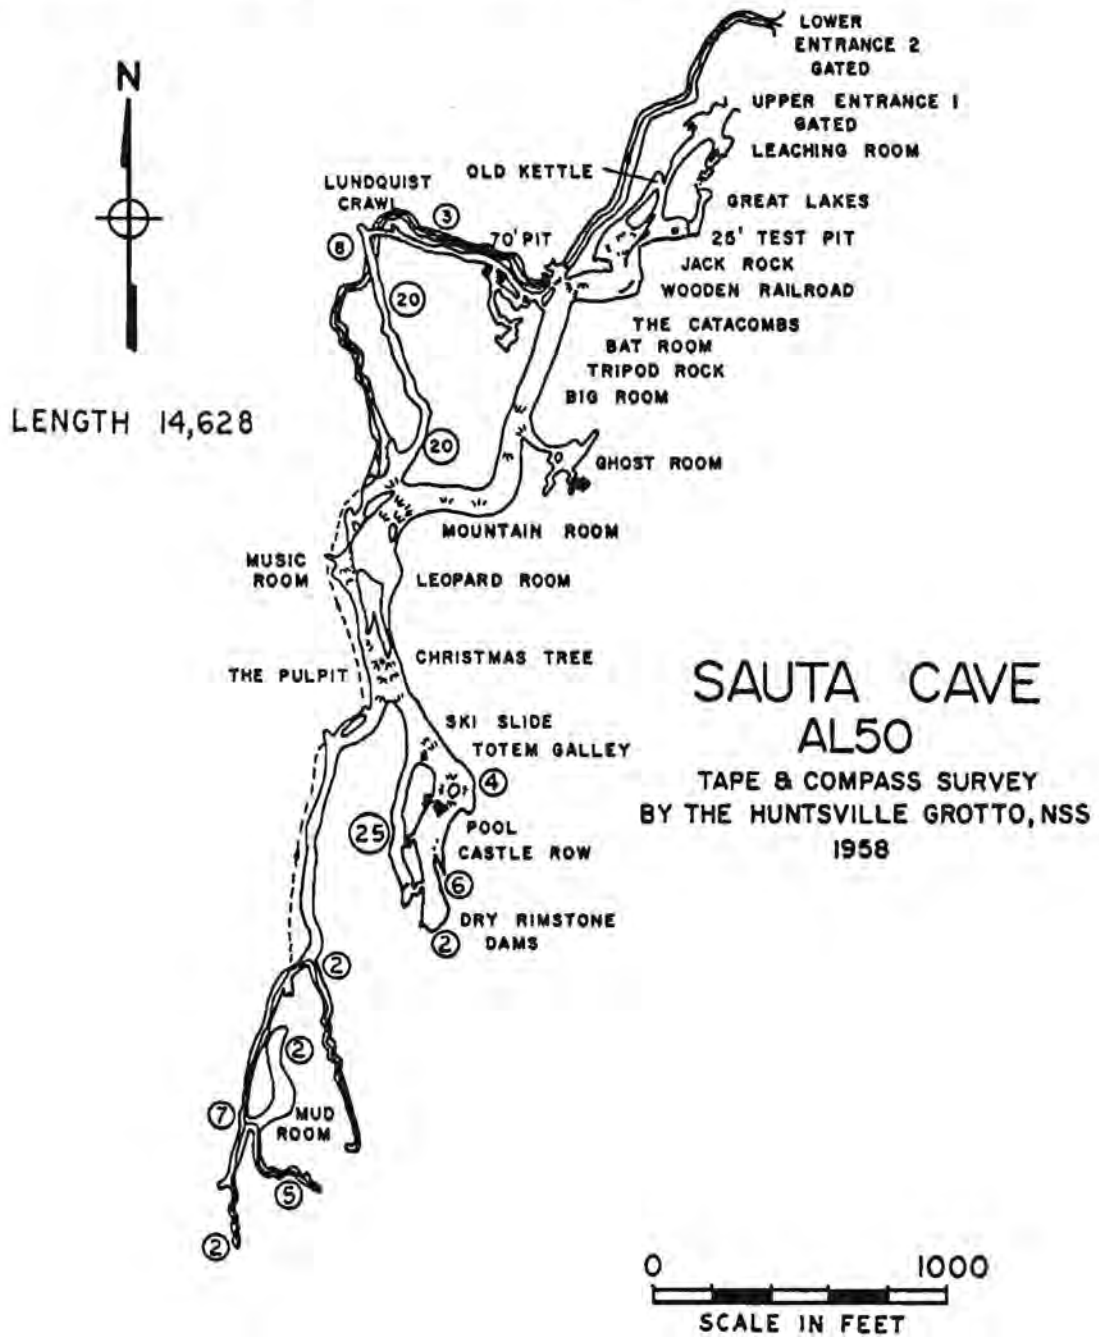 LOWER
ENTRANCE 2
GATED
N
UPPER ENTRANCE 1
GATED
LEACHING ROOM
OLD KETTLE
LUNDQUIST
CRAWL
GREAT LAKES
3
8
70' PIT
25' TEST PIT
JACK ROCK
20
WOODEN RAILROAD
THE CATACOMBS
BAT ROOM
TRIPOD ROCK
BIG ROOM
LENGTH 14,628
20
GHOST ROOM
MOUNTAIN ROOM
MUSIC
ROOM
LEOPARD ROOM
CHRISTMAS TREE
THE PULPIT
SKI SLIDE
TOTEM GALLEY
4
25
POOL
CASTLE ROW
6
DRY RIMSTONE
DAMS
2
SAUTA CAVE
AL50
TAPE & COMPASS SURVEY
BY THE HUNTSVILLE GROTTO, NSS
1958
2
2
7
MUD
ROOM
5
2
0 1000
SCALE IN FEET